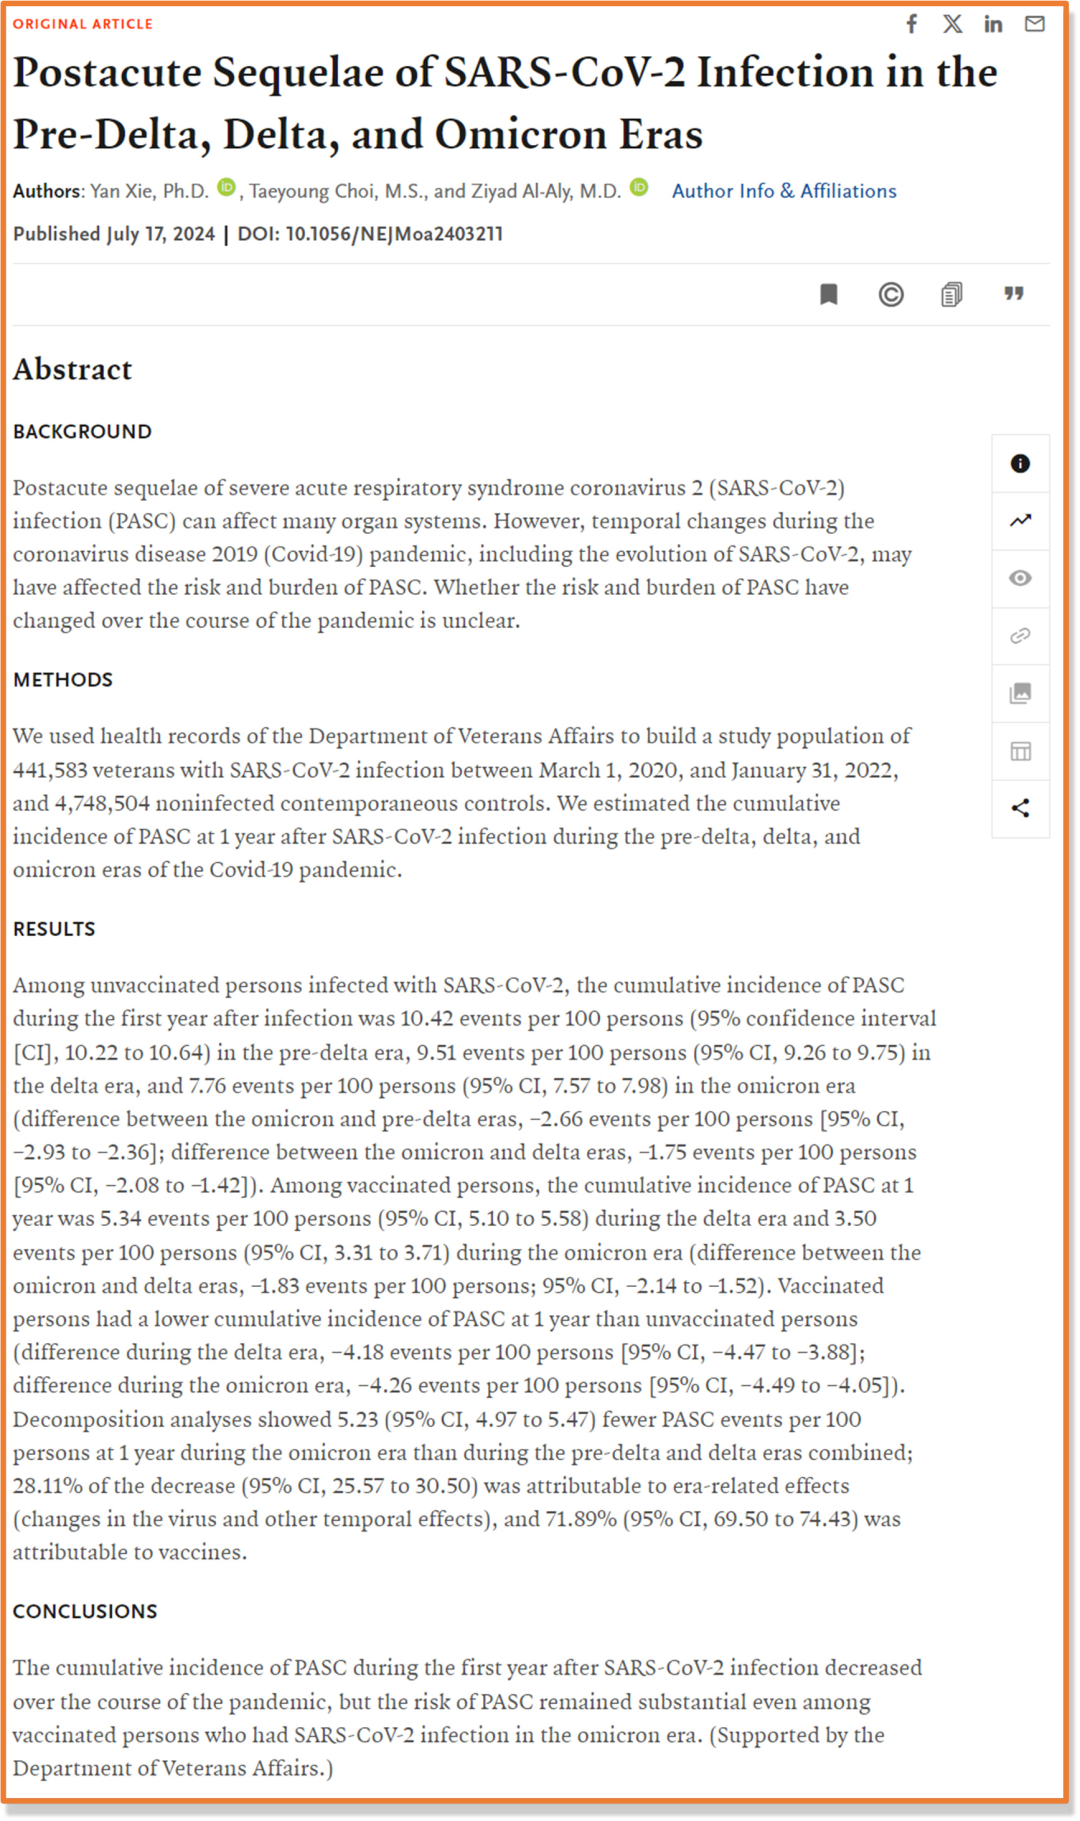 ORIGINAL ARTICLE
Postacute Sequelae of SARS-CoV-2 Infection in the
Pre-Delta, Delta, and Omicron Eras
Authors: Yan Xie, Ph.D. iD, Taeyoung Choi, M.S., and Ziyad Al-Aly, M.D. iD Author Info & Affiliations
Published July 17, 2024 | DOI: 10.1056/NEJMoa2403211
Abstract
BACKGROUND
Postacute sequelae of severe acute respiratory syndrome coronavirus 2 (SARS-CoV-2)
infection (PASC) can affect many organ systems. However, temporal changes during the
coronavirus disease 2019 (Covid-19) pandemic, including the evolution of SARS-CoV-2, may
have affected the risk and burden of PASC. Whether the risk and burden of PASC have
changed over the course of the pandemic is unclear.
METHODS
We used health records of the Department of Veterans Affairs to build a study population of
441,583 veterans with SARS-CoV-2 infection between March 1, 2020, and January 31, 2022,
and 4,748,504 noninfected contemporaneous controls. We estimated the cumulative
incidence of PASC at 1 year after SARS-CoV-2 infection during the pre-delta, delta, and
omicron eras of the Covid-19 pandemic.
RESULTS
Among unvaccinated persons infected with SARS-CoV-2, the cumulative incidence of PASC
during the first year after infection was 10.42 events per 100 persons (95% confidence interval
[CI], 10.22 to 10.64) in the pre-delta era, 9.51 events per 100 persons (95% CI, 9.26 to 9.75) in
the delta era, and 7.76 events per 100 persons (95% CI, 7.57 to 7.98) in the omicron era
(difference between the omicron and pre-delta eras, −2.66 events per 100 persons [95% CI,
−2.93 to −2.36]; difference between the omicron and delta eras, −1.75 events per 100 persons
[95% CI, −2.08 to −1.42]). Among vaccinated persons, the cumulative incidence of PASC at 1
year was 5.34 events per 100 persons (95% CI, 5.10 to 5.58) during the delta era and 3.50
events per 100 persons (95% CI, 3.31 to 3.71) during the omicron era (difference between the
omicron and delta eras, −1.83 events per 100 persons; 95% CI, −2.14 to −1.52). Vaccinated
persons had a lower cumulative incidence of PASC at 1 year than unvaccinated persons
(difference during the delta era, −4.18 events per 100 persons [95% CI, −4.47 to −3.88];
difference during the omicron era, −4.26 events per 100 persons [95% CI, −4.49 to −4.05]).
Decomposition analyses showed 5.23 (95% CI, 4.97 to 5.47) fewer PASC events per 100
persons at 1 year during the omicron era than during the pre-delta and delta eras combined;
28.11% of the decrease (95% CI, 25.57 to 30.50) was attributable to era-related effects
(changes in the virus and other temporal effects), and 71.89% (95% CI, 69.50 to 74.43) was
attributable to vaccines.
CONCLUSIONS
The cumulative incidence of PASC during the first year after SARS-CoV-2 infection decreased
over the course of the pandemic, but the risk of PASC remained substantial even among
vaccinated persons who had SARS-CoV-2 infection in the omicron era. (Supported by the
Department of Veterans Affairs.)